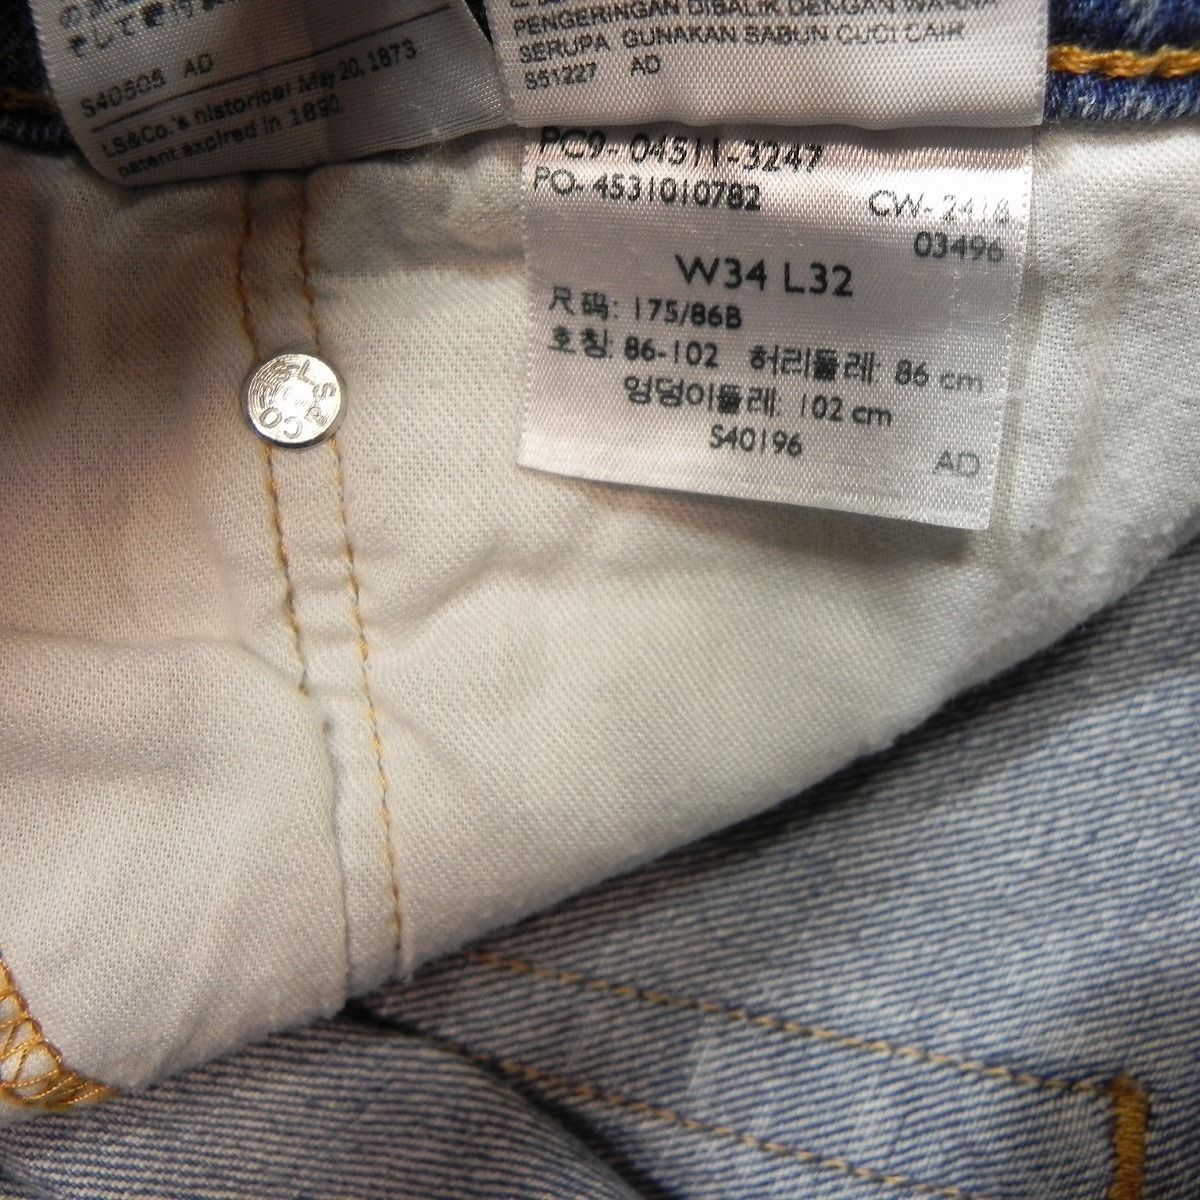 S40505 AD
LS&Co.'s historical May 20, 1873
patent expired in 1890.
PENGERINGAN DIBALIK DENGAN WARNA
SERUPA GUNAKAN SABUN CUCI CAIR
S51227 AD
PC9-04511-3247
PO-4531010782 CW-2418
03496
W34 L32
尺码: 175/86B
호칭: 86-102 허리둘레: 86 cm
엉덩이둘레: 102 cm
S40196 AD
LS&CO